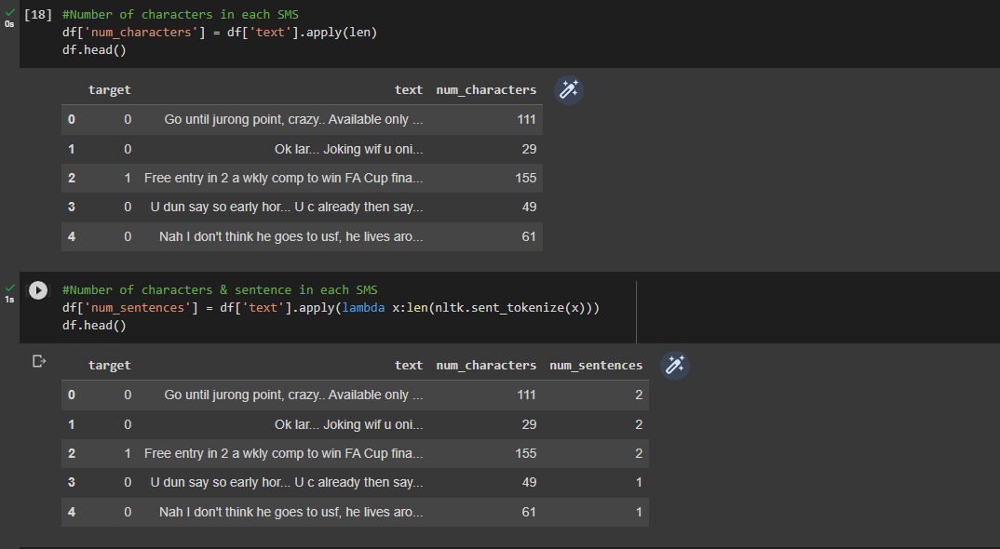 [18] #Number of characters in each SMS
0s
df['num_characters'] = df['text'].apply(len)
df.head()
target text num_characters
0 0 Go until jurong point, crazy.. Available only ... 111
1 0 Ok lar... Joking wif u oni... 29
2 1 Free entry in 2 a wkly comp to win FA Cup fina... 155
3 0 U dun say so early hor... U c already then say... 49
4 0 Nah I don't think he goes to usf, he lives aro... 61
#Number of characters & sentence in each SMS
1s
df['num_sentences'] = df['text'].apply(lambda x:len(nltk.sent_tokenize(x)))
df.head()
target text num_characters num_sentences
0 0 Go until jurong point, crazy.. Available only ... 111 2
1 0 Ok lar... Joking wif u oni... 29 2
2 1 Free entry in 2 a wkly comp to win FA Cup fina... 155 2
3 0 U dun say so early hor... U c already then say... 49 1
4 0 Nah I don't think he goes to usf, he lives aro... 61 1